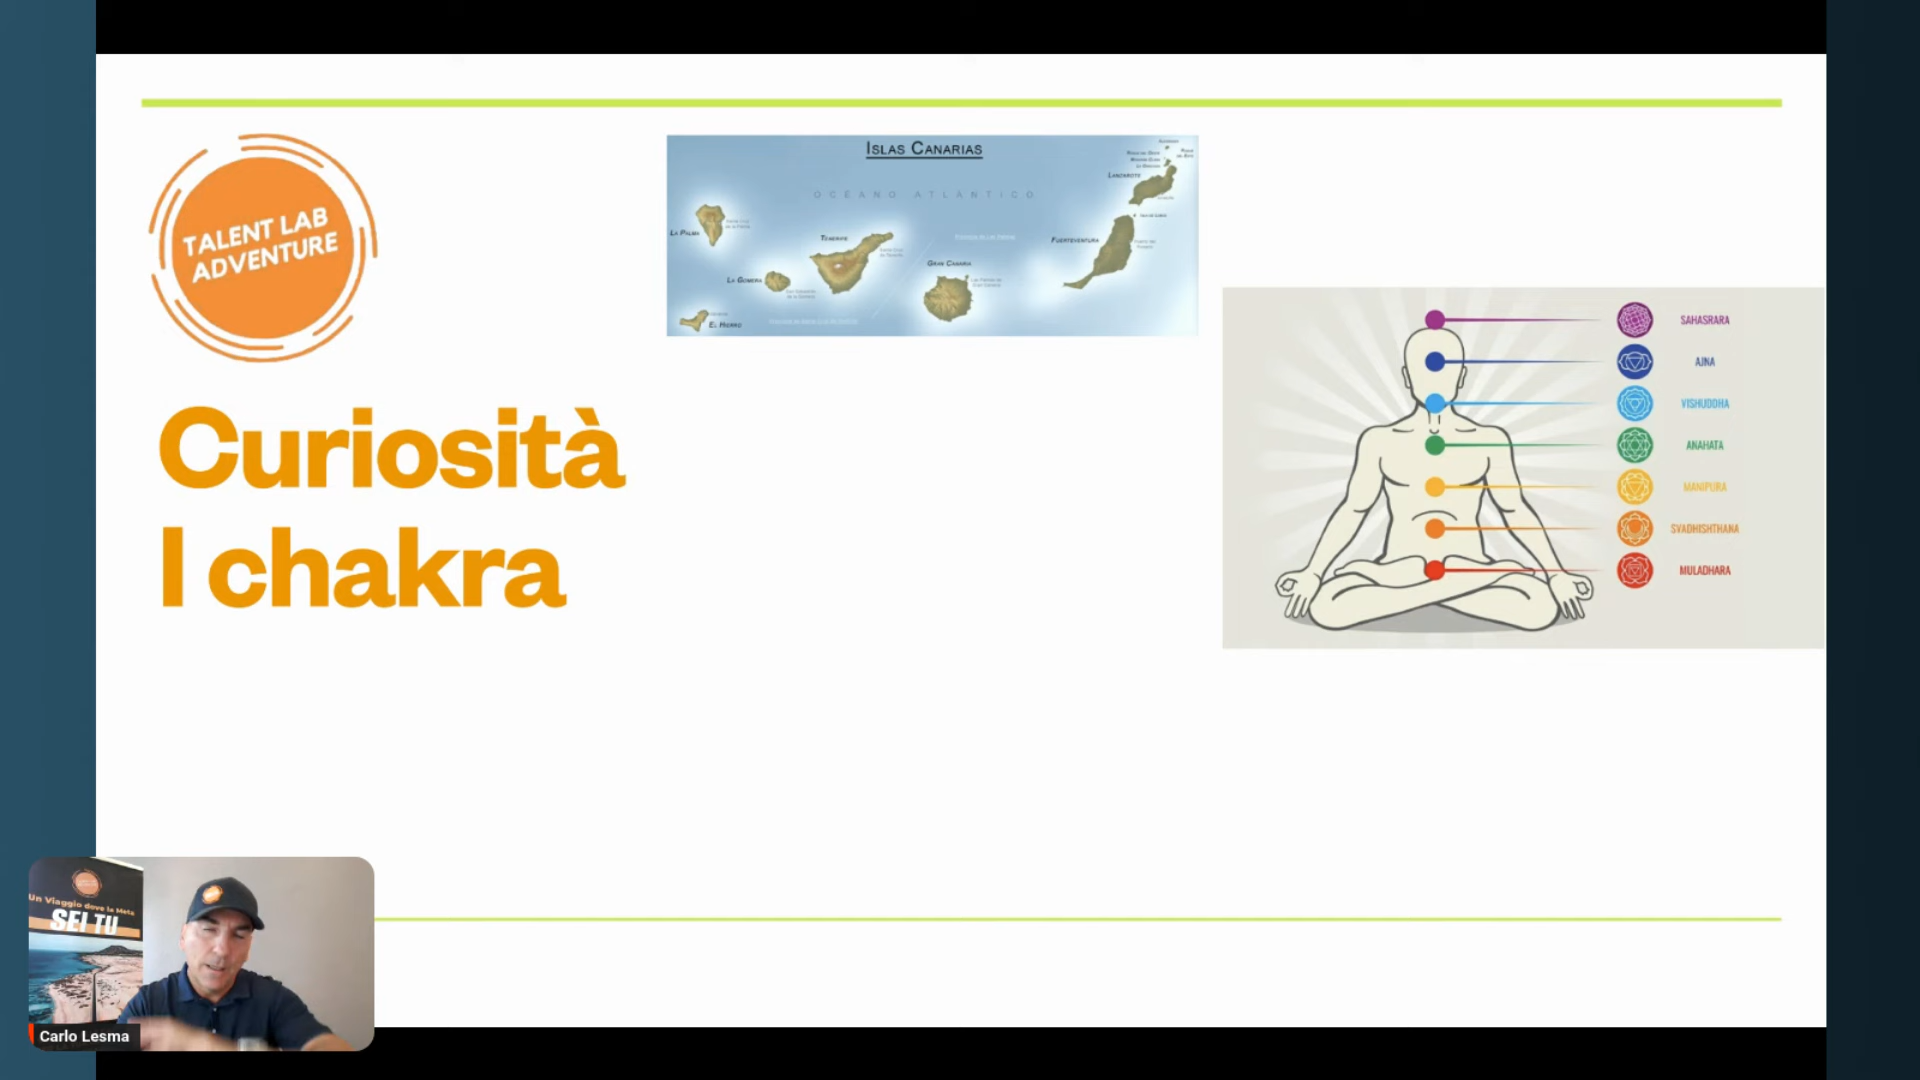 TALENT LAB
ADVENTURE
Curiosità
I chakra
ISLAS CANARIAS
OCÉANO ATLÁNTICO
LANZAROTE
LA PALMA
TENERIFE
FUERTEVENTURA
LA GOMERA
GRAN CANARIA
EL HIERRO
SAHASRARA
AJNA
VISHUDDHA
ANAHATA
MANIPURA
SVADHISHTHANA
MULADHARA
Un Viaggio dove la Meta
SEI TU
Carlo Lesma